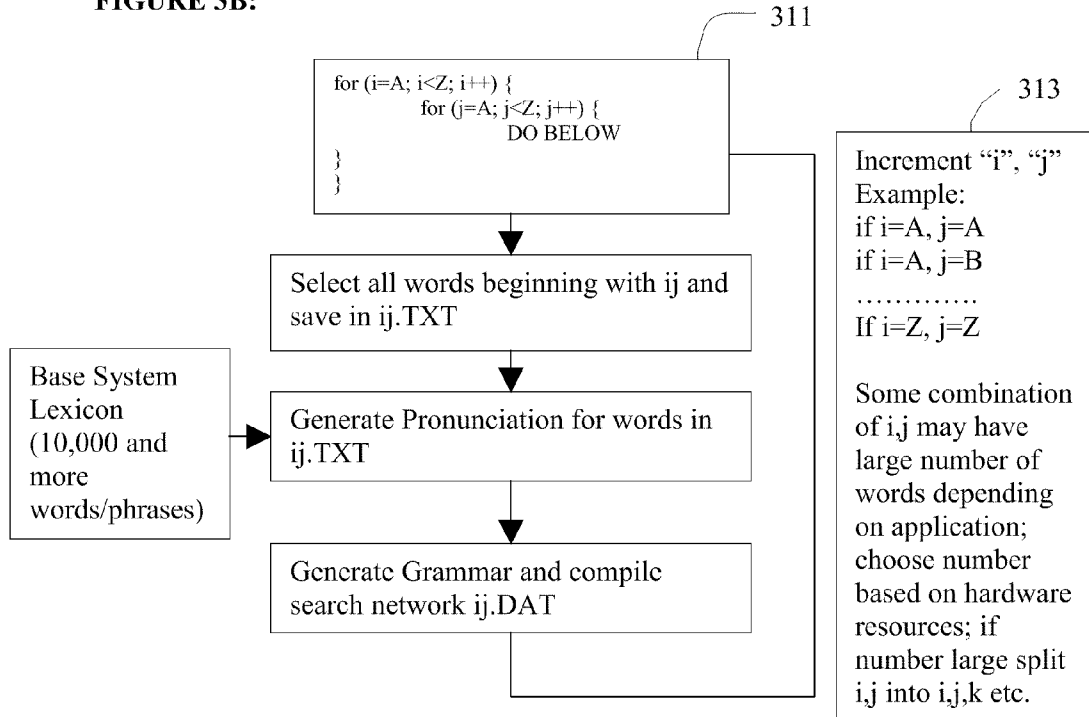 FIGURE 3B:
311
for (i=A; i<Z; i++) {
for (j=A; j<Z; j++) {
DO BELOW
}
}
313
Increment “i”, “j”
Example:
if i=A, j=A
if i=A, j=B
………….
If i=Z, j=Z
Some combination
of i,j may have
large number of
words depending
on application;
choose number
based on hardware
resources; if
number large split
i,j into i,j,k etc.
Select all words beginning with ij and
save in ij.TXT
Base System
Lexicon
(10,000 and
more
words/phrases)
Generate Pronunciation for words in
ij.TXT
Generate Grammar and compile
search network ij.DAT